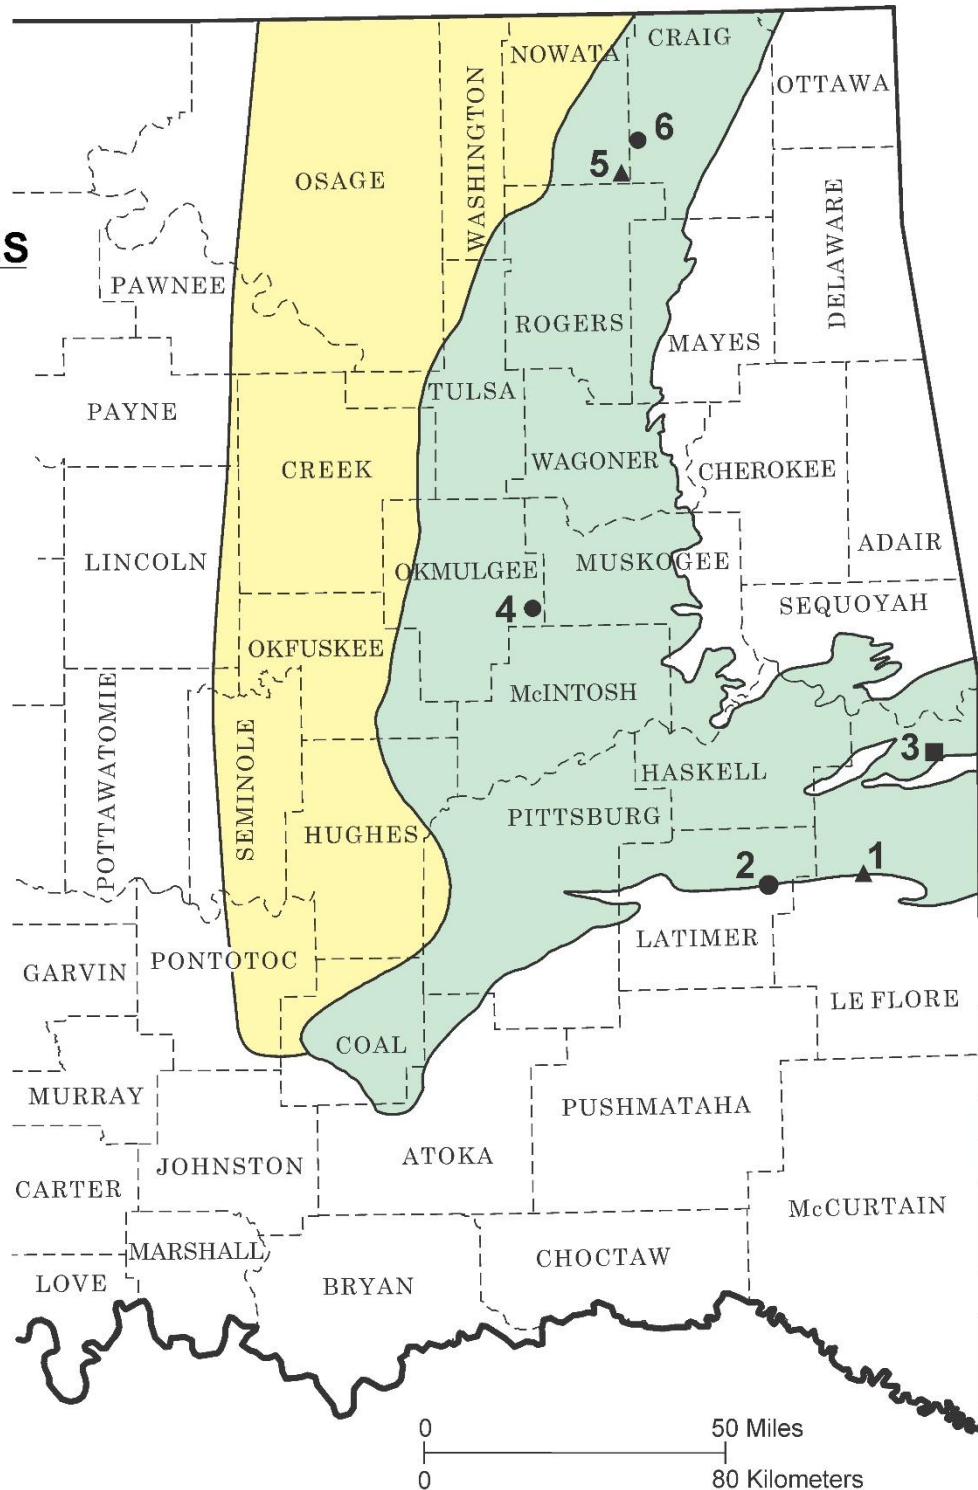 NOWATA
CRAIG
OTTAWA
6
5
OSAGE
WASHINGTON
DELAWARE
S
PAWNEE
ROGERS
MAYES
TULSA
PAYNE
CREEK
WAGONER
CHEROKEE
LINCOLN
OKMULGEE
MUSKOGEE
ADAIR
4
SEQUOYAH
OKFUSKEE
McINTOSH
POTTAWATOMIE
SEMINOLE
3
HASKELL
HUGHES
PITTSBURG
2
1
GARVIN
PONTOTOC
LATIMER
LE FLORE
COAL
MURRAY
PUSHMATAHA
JOHNSTON
ATOKA
CARTER
McCURTAIN
MARSHALL
CHOCTAW
LOVE
BRYAN
0 50 Miles
0 80 Kilometers